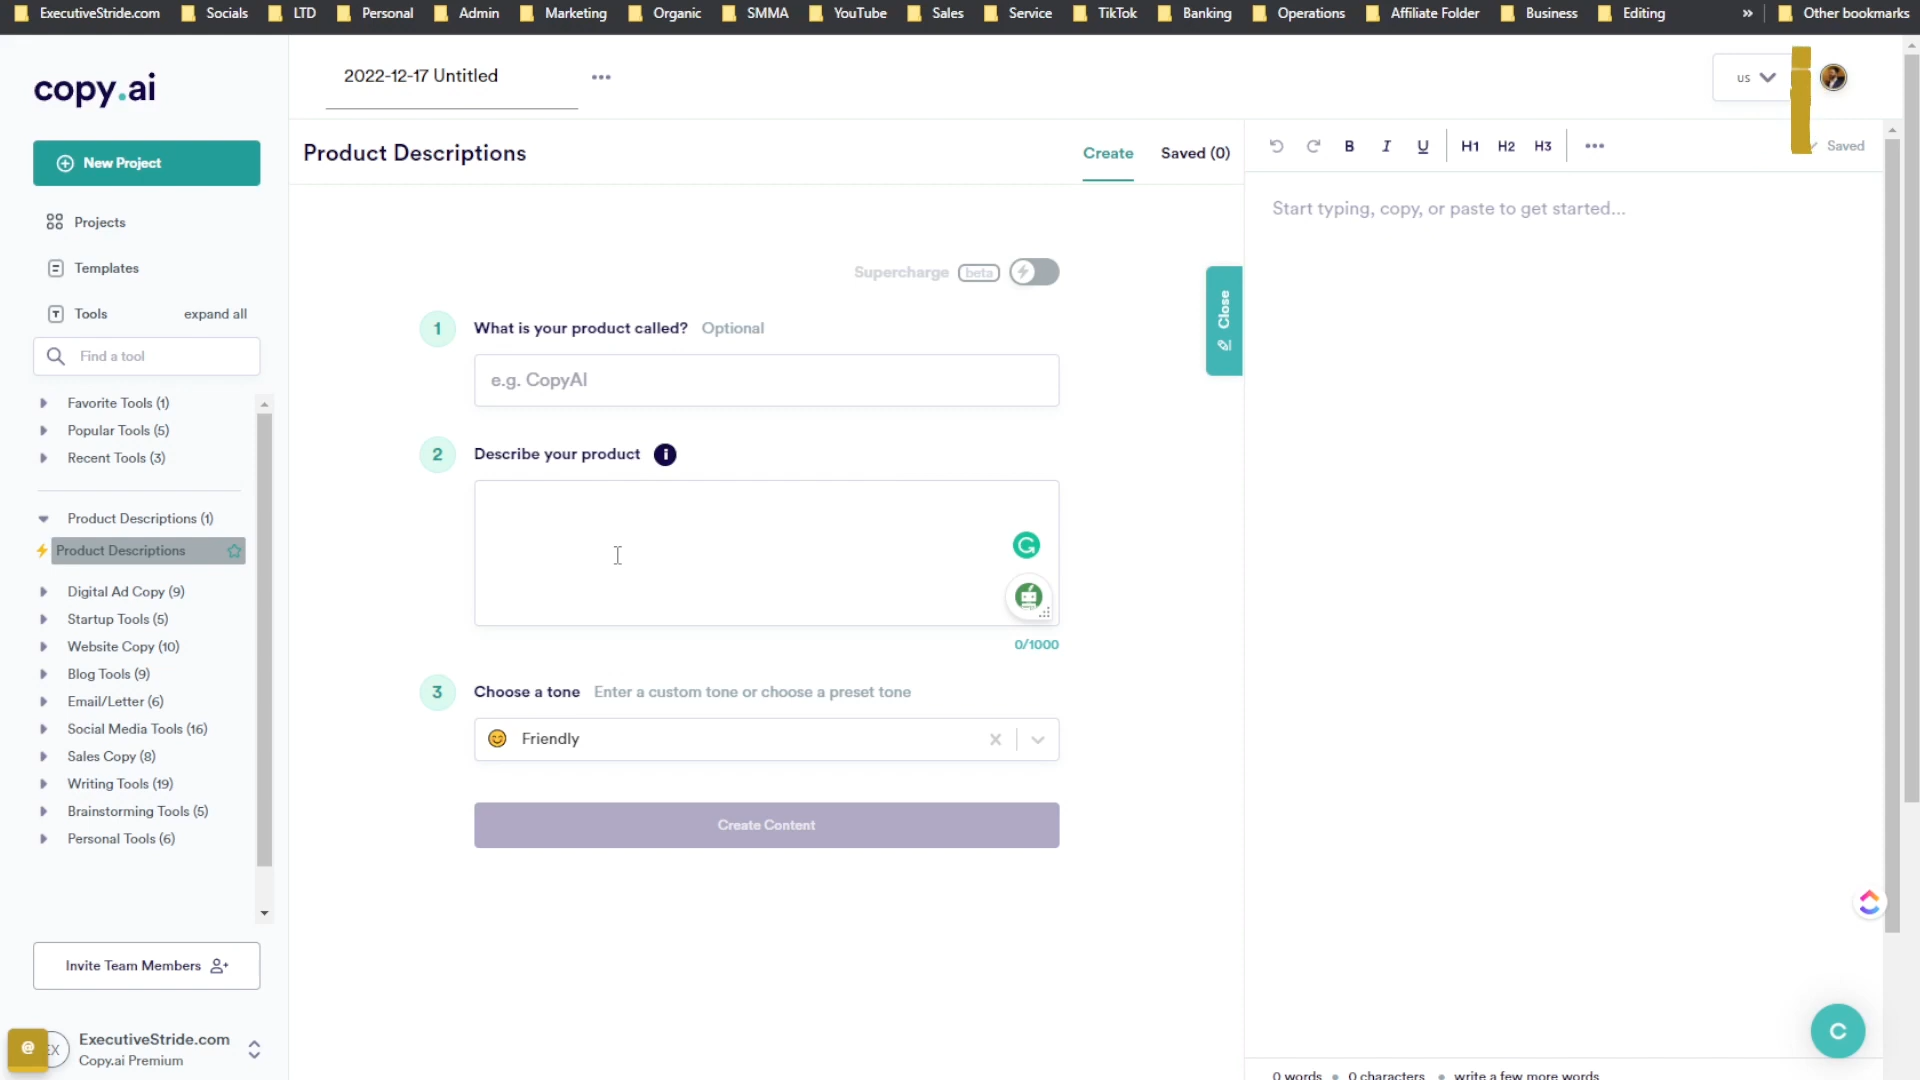 ExecutiveStride.com Socials LTD Personal Admin Marketing Organic SMMA YouTube Sales Service TikTok Banking Operations Affiliate Folder Business Editing » Other bookmarks
copy.ai
2022-12-17 Untitled
us
New Project
Product Descriptions
Create
Saved (0)
B I U H1 H2 H3
Saved
Start typing, copy, or paste to get started...
Projects
Templates
Tools expand all
Find a tool
Favorite Tools (1)
Popular Tools (5)
Recent Tools (3)
Product Descriptions (1)
Product Descriptions
Digital Ad Copy (9)
Startup Tools (5)
Website Copy (10)
Blog Tools (9)
Email/Letter (6)
Social Media Tools (16)
Sales Copy (8)
Writing Tools (19)
Brainstorming Tools (5)
Personal Tools (6)
Invite Team Members
@ EX
ExecutiveStride.com
Copy.ai Premium
Supercharge beta
1 What is your product called? Optional
e.g. CopyAI
2 Describe your product i
0/1000
3 Choose a tone Enter a custom tone or choose a preset tone
Friendly
Create Content
Close
C
0 words • 0 characters • write a few more words